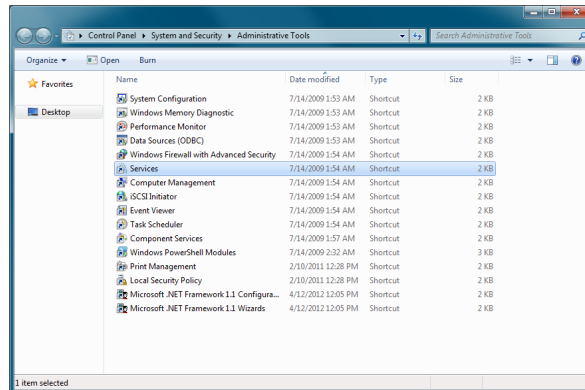 Control Panel ▸ System and Security ▸ Administrative Tools
Search Administrative Tools
Organize Open Burn
Favorites
Desktop
Name Date modified Type Size
System Configuration 7/14/2009 1:53 AM Shortcut 2 KB
Windows Memory Diagnostic 7/14/2009 1:53 AM Shortcut 2 KB
Performance Monitor 7/14/2009 1:53 AM Shortcut 2 KB
Data Sources (ODBC) 7/14/2009 1:53 AM Shortcut 2 KB
Windows Firewall with Advanced Security 7/14/2009 1:54 AM Shortcut 2 KB
Services 7/14/2009 1:54 AM Shortcut 2 KB
Computer Management 7/14/2009 1:54 AM Shortcut 2 KB
iSCSI Initiator 7/14/2009 1:54 AM Shortcut 2 KB
Event Viewer 7/14/2009 1:54 AM Shortcut 2 KB
Task Scheduler 7/14/2009 1:54 AM Shortcut 2 KB
Component Services 7/14/2009 1:57 AM Shortcut 2 KB
Windows PowerShell Modules 7/14/2009 2:32 AM Shortcut 3 KB
Print Management 2/10/2011 12:28 PM Shortcut 2 KB
Local Security Policy 2/10/2011 12:28 PM Shortcut 2 KB
Microsoft .NET Framework 1.1 Configura... 4/12/2012 12:05 PM Shortcut 2 KB
Microsoft .NET Framework 1.1 Wizards 4/12/2012 12:05 PM Shortcut 2 KB
1 item selected